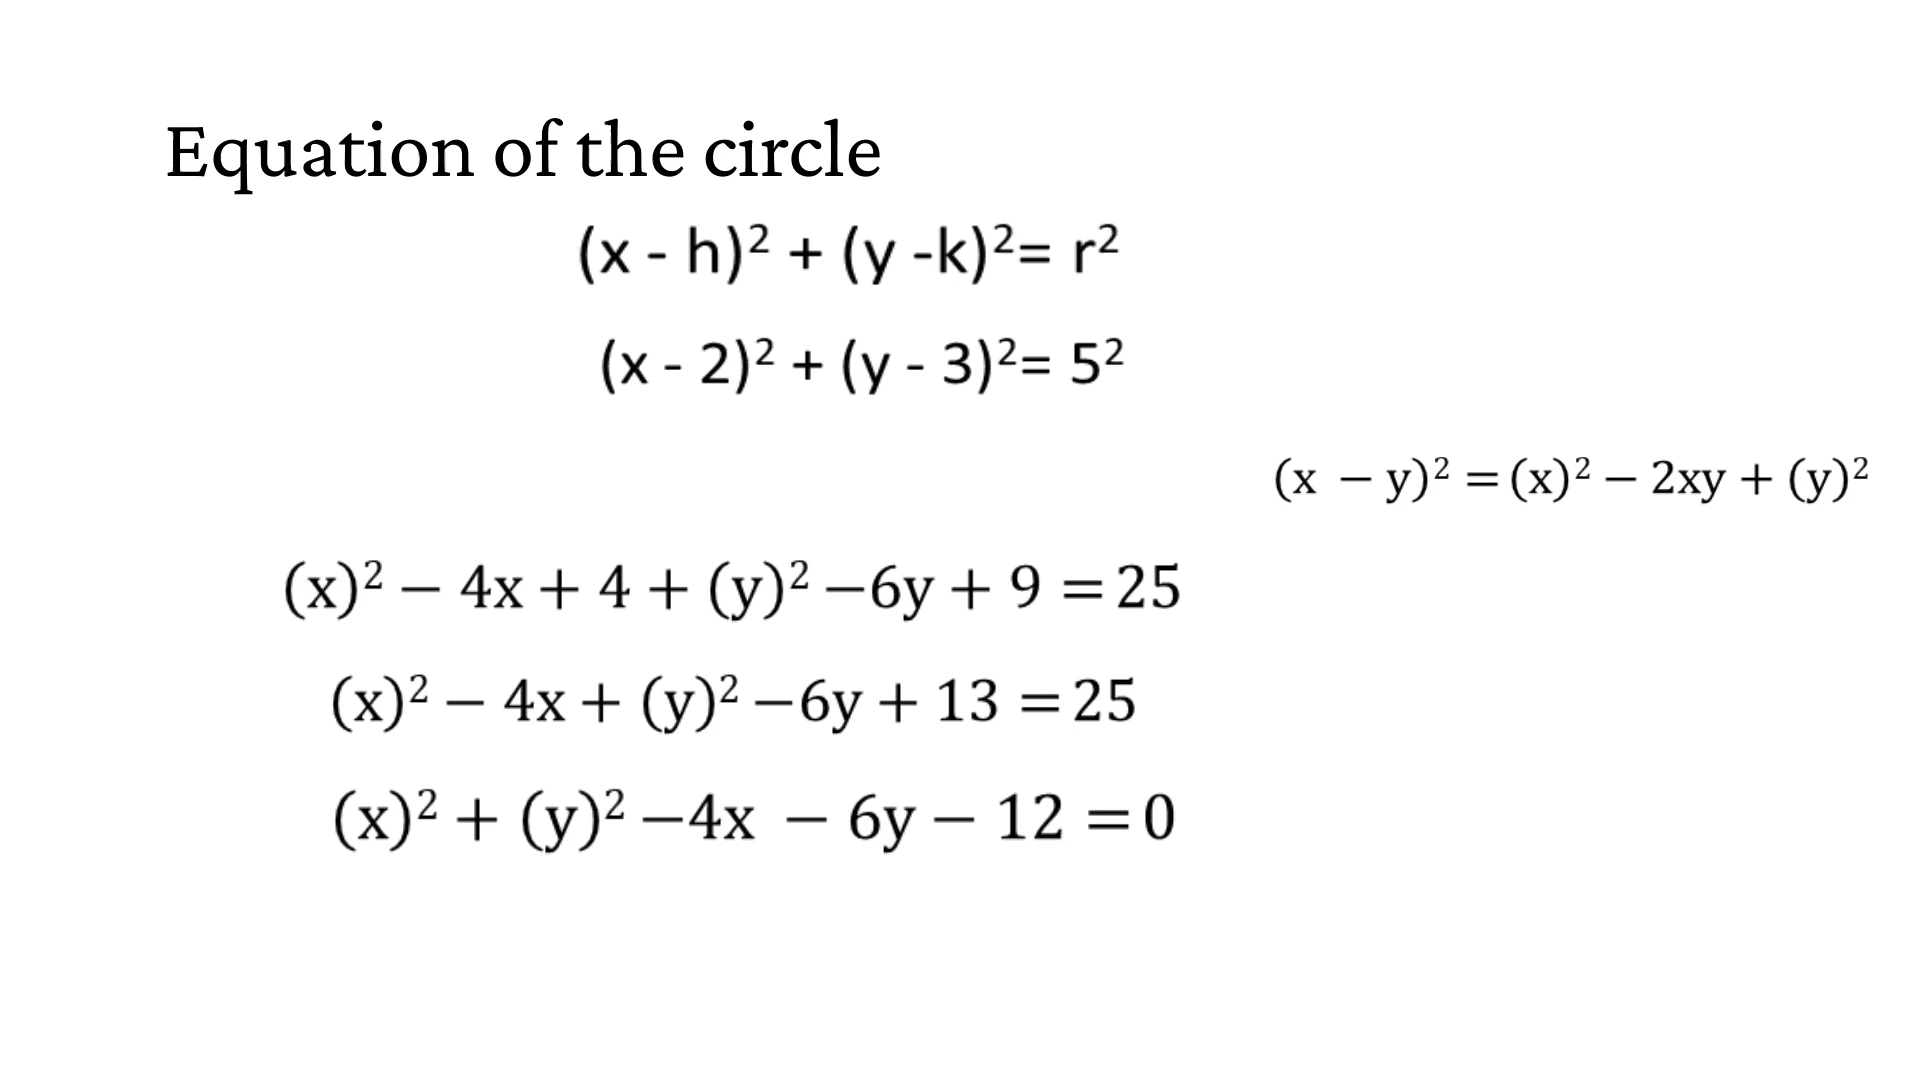 Equation of the circle
(x - h)² + (y -k)²= r²
(x - 2)² + (y - 3)²= 5²
(x − y)² = (x)² − 2xy + (y)²
(x)² − 4x + 4 + (y)² −6y + 9 = 25
(x)² − 4x + (y)² −6y + 13 = 25
(x)² + (y)² −4x − 6y − 12 = 0